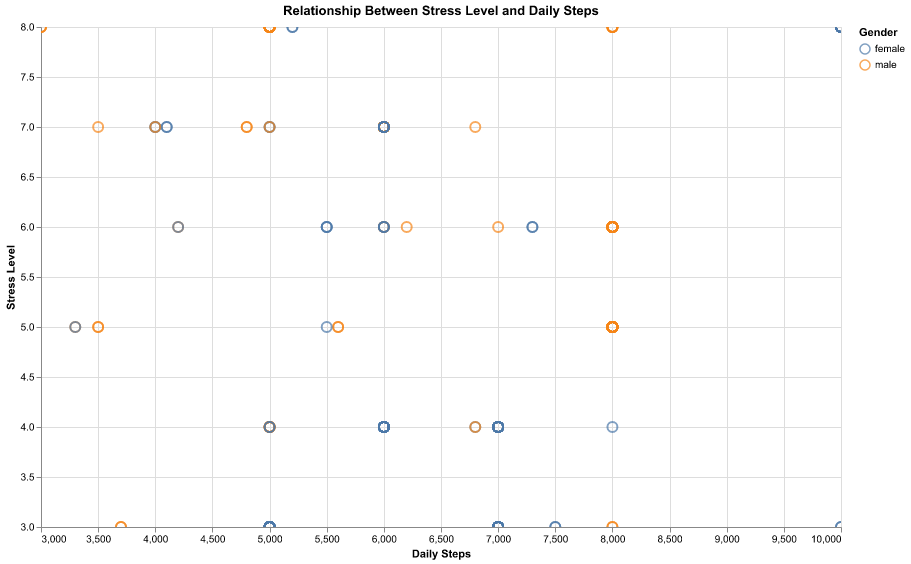 Relationship Between Stress Level and Daily Steps
Gender
female
male
Stress Level
8.0
7.5
7.0
6.5
6.0
5.5
5.0
4.5
4.0
3.5
3.0
3,000 3,500 4,000 4,500 5,000 5,500 6,000 6,500 7,000 7,500 8,000 8,500 9,000 9,500 10,000
Daily Steps